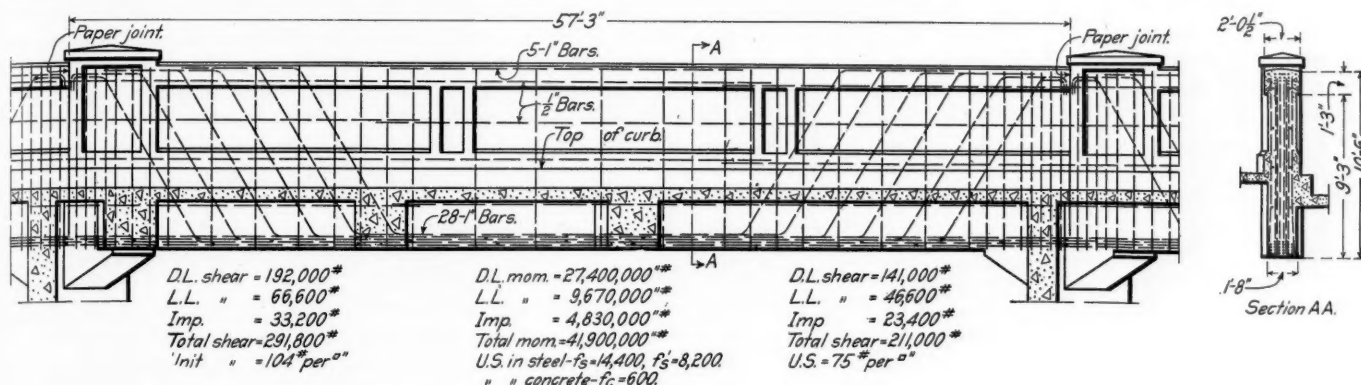 57'-3"
Paper joint.
5-1" Bars.
A
Paper joint.
2'-0½"
½" Bars.
Top of curb.
1'-3"
9'-3"
10'-6"
28-1" Bars.
A
1'-8"
Section AA.
D.L. shear = 192,000#
L.L. " = 66,600#
Imp. = 33,200#
Total shear = 291,800#
Unit " = 104# per □"
D.L. mom. = 27,400,000"#
L.L. " = 9,670,000"#
Imp. = 4,830,000"#
Total mom. = 41,900,000"#
U.S. in steel-fs=14,400, fs'=8,200.
" " concrete-fc=600.
D.L. shear = 141,000#
L.L. " = 46,600#
Imp = 23,400#
Total shear = 211,000#
U.S. = 75# per □"